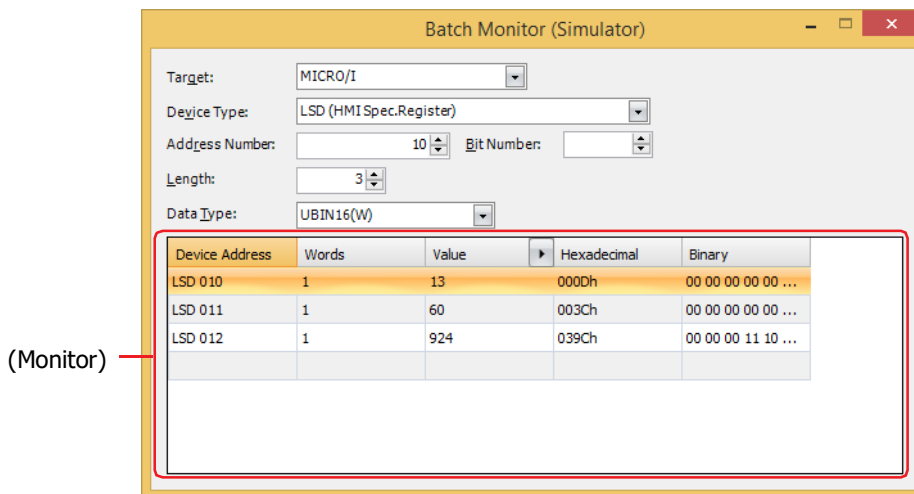 Batch Monitor (Simulator)
Target: MICRO/I
Device Type: LSD (HMI Spec.Register)
Address Number: 10 Bit Number:
Length: 3
Data Type: UBIN16(W)
Device Address Words Value Hexadecimal Binary
LSD 010 1 13 000Dh 00 00 00 00 00 ...
LSD 011 1 60 003Ch 00 00 00 00 00 ...
LSD 012 1 924 039Ch 00 00 00 11 10 ...
(Monitor)